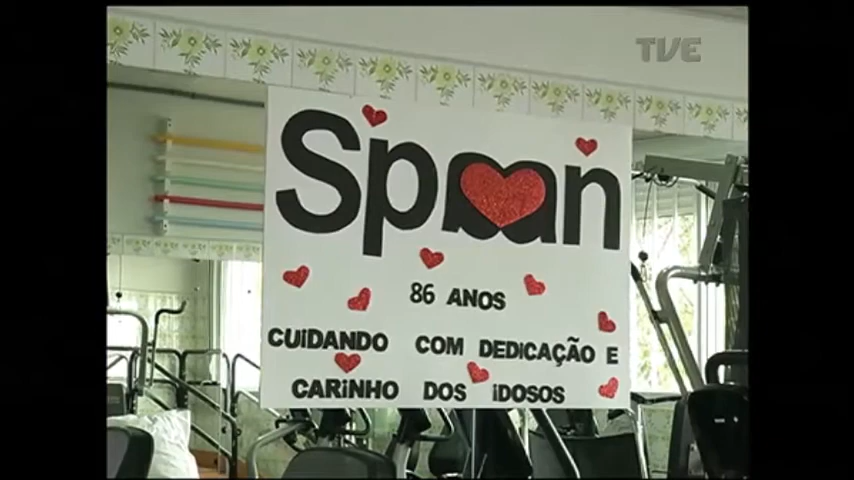 TVE
Spaan
86 ANOS
CUIDANDO COM DEDICAÇÃO E
CARINHO DOS IDOSOS